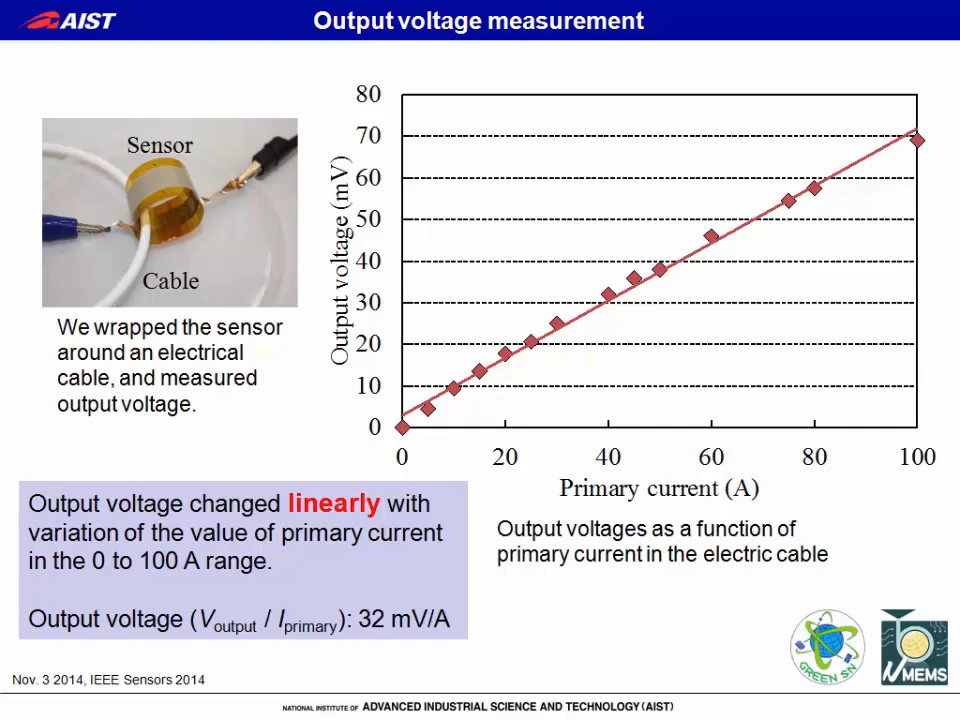 AIST
Output voltage measurement
Sensor
Cable
We wrapped the sensor
around an electrical
cable, and measured
output voltage.
Output voltage (mV)
80
70
60
50
40
30
20
10
0
0 20 40 60 80 100
Primary current (A)
Output voltages as a function of
primary current in the electric cable
Output voltage changed linearly with
variation of the value of primary current
in the 0 to 100 A range.
Output voltage (Voutput / Iprimary): 32 mV/A
GREEN SN
MEMS
Nov. 3 2014, IEEE Sensors 2014
NATIONAL INSTITUTE OF ADVANCED INDUSTRIAL SCIENCE AND TECHNOLOGY (AIST)